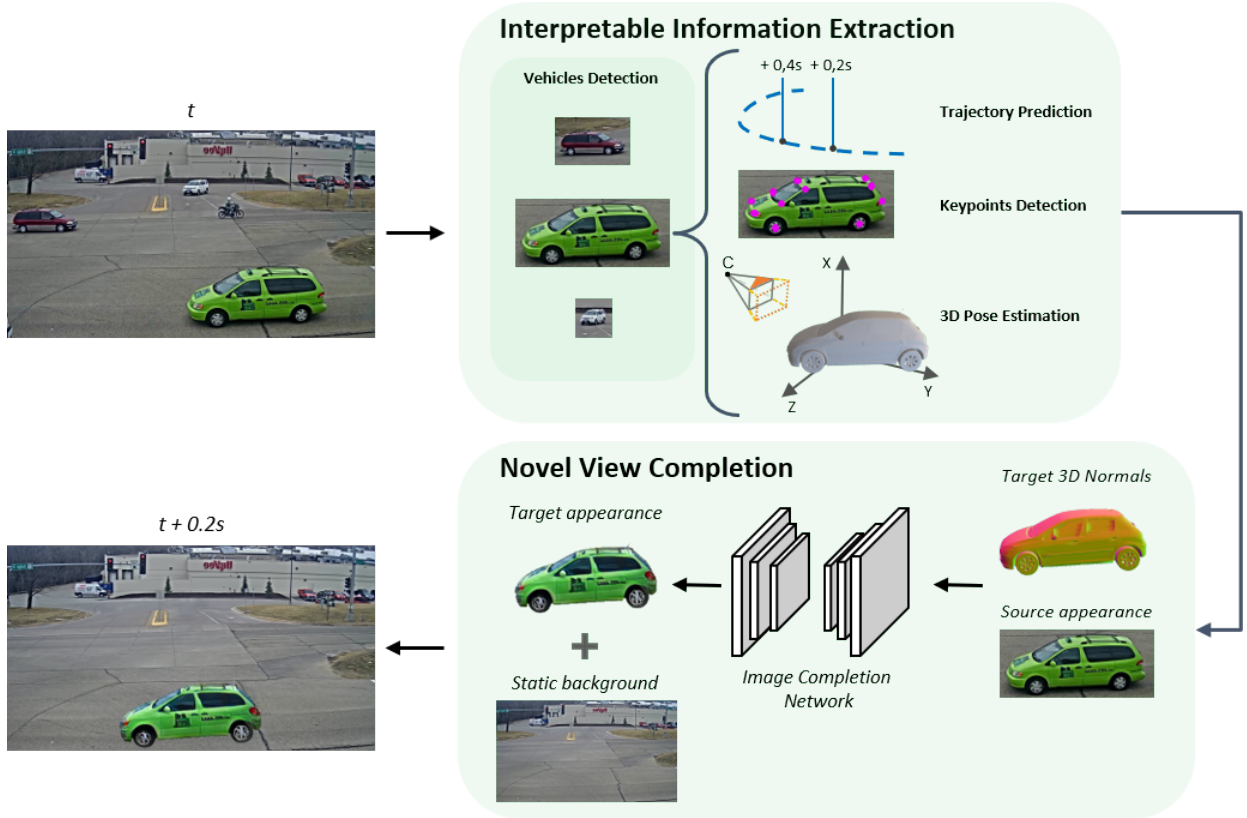 Interpretable Information Extraction
t
Vehicles Detection
+ 0,4s + 0,2s
Trajectory Prediction
Keypoints Detection
C
X
3D Pose Estimation
Z
Y
Novel View Completion
t + 0.2s
Target appearance
Target 3D Normals
Source appearance
Static background
Image Completion
Network
HyVee